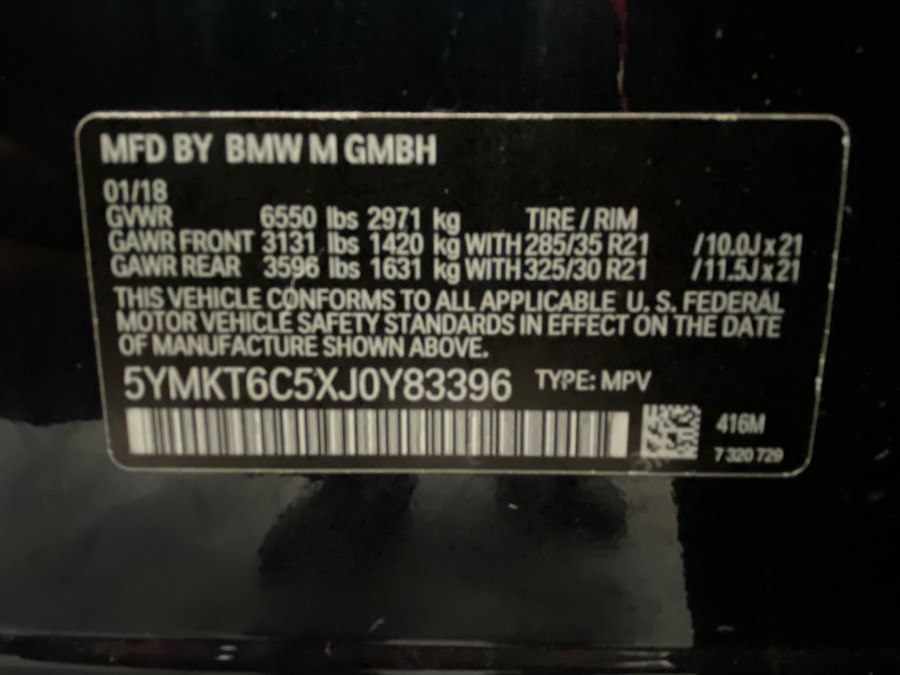 MFD BY BMW M GMBH
01/18
GVWR 6550 lbs 2971 kg TIRE / RIM
GAWR FRONT 3131 lbs 1420 kg WITH 285/35 R21 /10.0J x 21
GAWR REAR 3596 lbs 1631 kg WITH 325/30 R21 /11.5J x 21
THIS VEHICLE CONFORMS TO ALL APPLICABLE U. S. FEDERAL
MOTOR VEHICLE SAFETY STANDARDS IN EFFECT ON THE DATE
OF MANUFACTURE SHOWN ABOVE.
5YMKT6C5XJ0Y83396 TYPE: MPV
416M
7 320 729